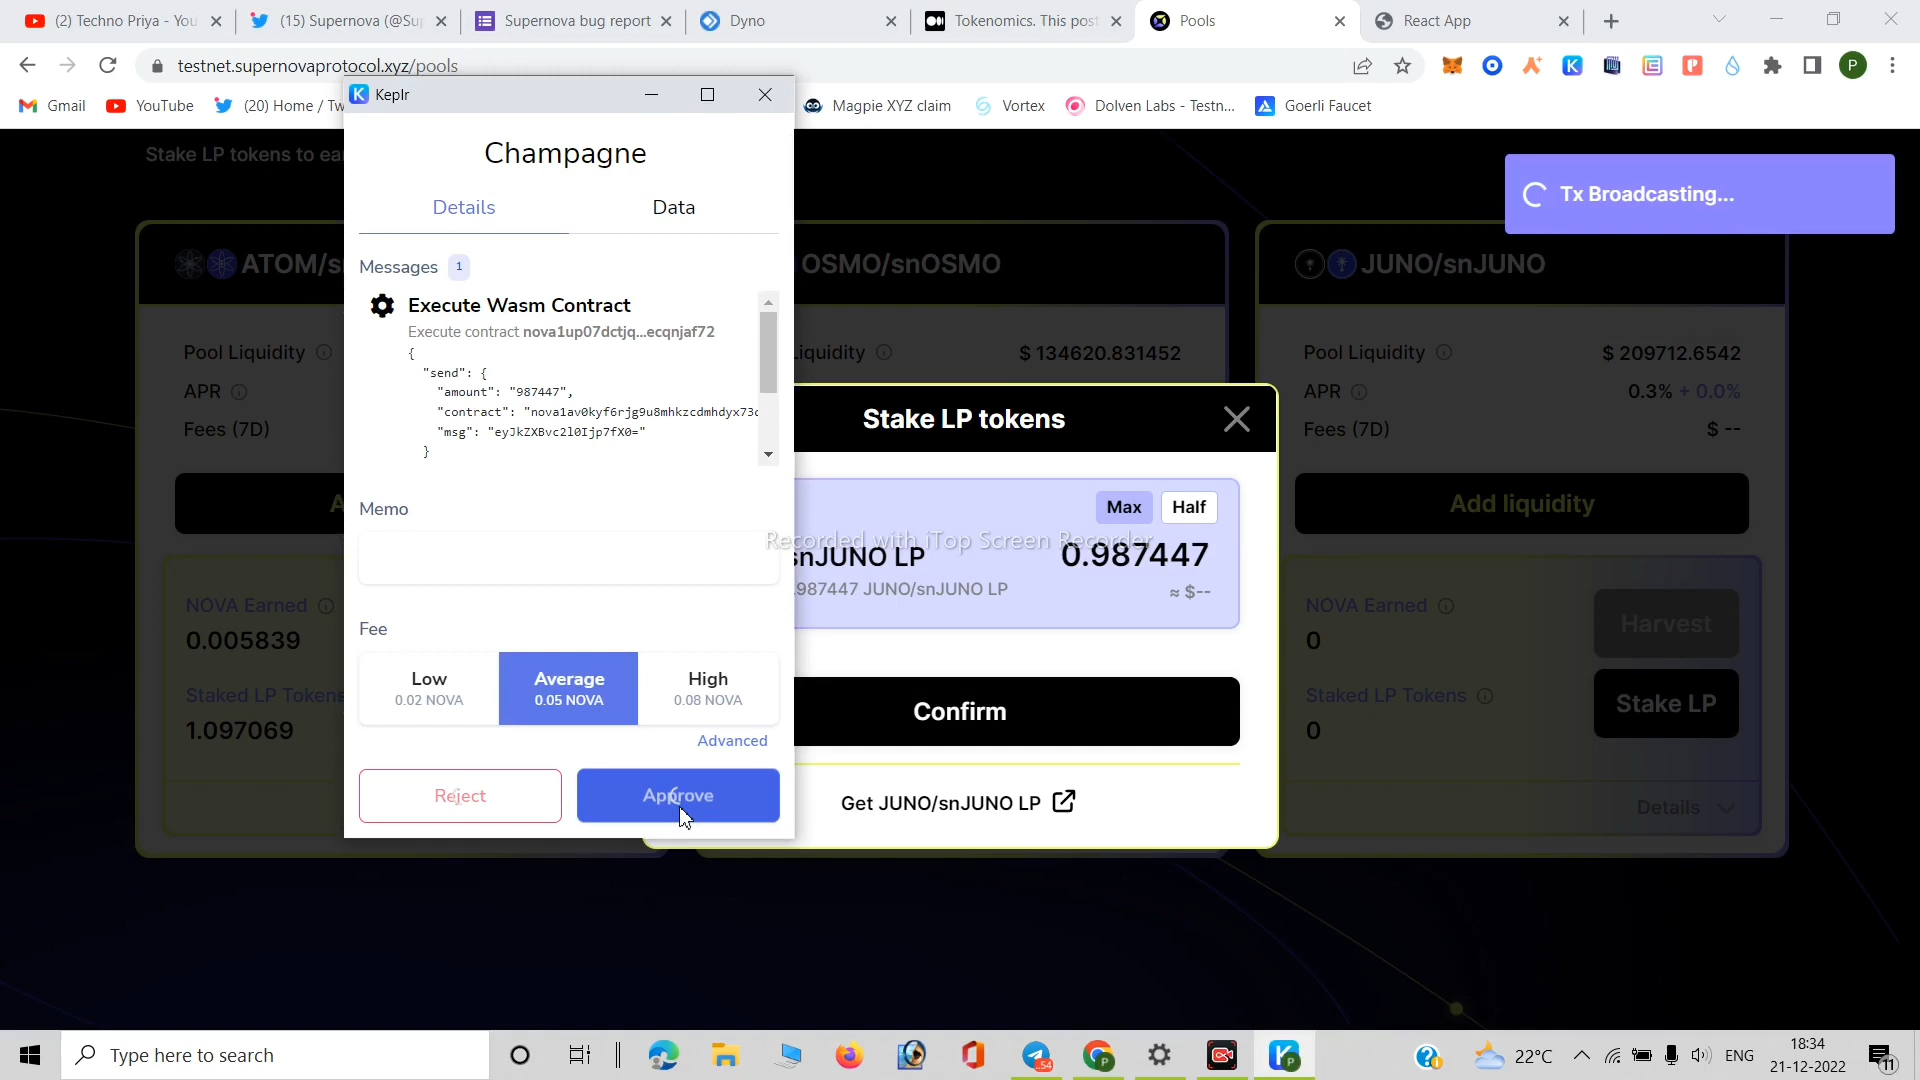 (2) Techno Priya - You
(15) Supernova (@Sup
Supernova bug report
Dyno
Tokenomics. This post
Pools
React App
testnet.supernovaprotocol.xyz/pools
P
Gmail
YouTube
(20) Home / Tw
Magpie XYZ claim
Vortex
Dolven Labs - Testn...
Goerli Faucet
Keplr
Champagne
Details
Data
Messages 1
Execute Wasm Contract
Execute contract nova1up07dctjq...ecqnjaf72
{
"send": {
"amount": "987447",
"contract": "nova1av0kyf6rjg9u8mhkzcdmhdyx73c
"msg": "eyJkZXBvc2l0Ijp7fX0="
}
Memo
Fee
Low
0.02 NOVA
Average
0.05 NOVA
High
0.08 NOVA
Advanced
Reject
Approve
Stake LP tokens to ea
Tx Broadcasting...
ATOM/s
Pool Liquidity
APR
Fees (7D)
A
NOVA Earned
0.005839
Staked LP Tokens
1.097069
OSMO/snOSMO
Liquidity
$ 134620.831452
Stake LP tokens
Max
Half
snJUNO LP
0.987447
.987447 JUNO/snJUNO LP
≈ $--
Confirm
Get JUNO/snJUNO LP
Recorded with iTop Screen Recorder
JUNO/snJUNO
Pool Liquidity
$ 209712.6542
APR
0.3% + 0.0%
Fees (7D)
$ --
Add liquidity
NOVA Earned
0
Harvest
Staked LP Tokens
0
Stake LP
Details
Type here to search
54
22°C
ENG
18:34
21-12-2022
11